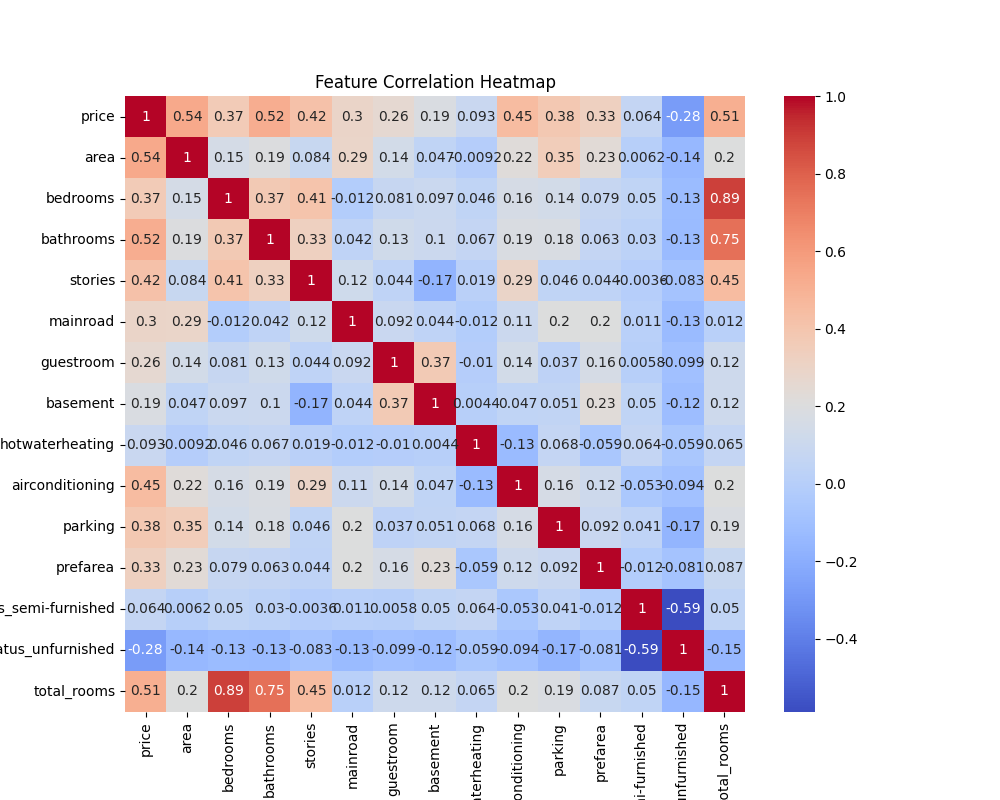 Feature Correlation Heatmap
price 1 0.54 0.37 0.52 0.42 0.3 0.26 0.19 0.093 0.45 0.38 0.33 0.064 -0.28 0.51
area 0.54 1 0.15 0.19 0.084 0.29 0.14 0.047 -0.0092 0.22 0.35 0.23 0.0062 -0.14 0.2
bedrooms 0.37 0.15 1 0.37 0.41 -0.012 0.081 0.097 0.046 0.16 0.14 0.079 0.05 -0.13 0.89
bathrooms 0.52 0.19 0.37 1 0.33 0.042 0.13 0.1 0.067 0.19 0.18 0.063 0.03 -0.13 0.75
stories 0.42 0.084 0.41 0.33 1 0.12 0.044 -0.17 0.019 0.29 0.046 0.044 -0.0036 -0.083 0.45
mainroad 0.3 0.29 -0.012 0.042 0.12 1 0.092 0.044 -0.012 0.11 0.2 0.2 0.011 -0.13 0.012
guestroom 0.26 0.14 0.081 0.13 0.044 0.092 1 0.37 -0.01 0.14 0.037 0.16 0.0058 -0.099 0.12
basement 0.19 0.047 0.097 0.1 -0.17 0.044 0.37 1 0.0044 0.047 0.051 0.23 0.05 -0.12 0.12
hotwaterheating 0.093 -0.0092 0.046 0.067 0.019 -0.012 -0.01 0.0044 1 -0.13 0.068 -0.059 0.064 -0.059 0.065
airconditioning 0.45 0.22 0.16 0.19 0.29 0.11 0.14 0.047 -0.13 1 0.16 0.12 -0.053 -0.094 0.2
parking 0.38 0.35 0.14 0.18 0.046 0.2 0.037 0.051 0.068 0.16 1 0.092 0.041 -0.17 0.19
prefarea 0.33 0.23 0.079 0.063 0.044 0.2 0.16 0.23 -0.059 0.12 0.092 1 -0.012 -0.081 0.087
s_semi-furnished 0.064 0.0062 0.05 0.03 -0.0036 0.011 0.0058 0.05 0.064 -0.053 0.041 -0.012 1 -0.59 0.05
atus_unfurnished -0.28 -0.14 -0.13 -0.13 -0.083 -0.13 -0.099 -0.12 -0.059 -0.094 -0.17 -0.081 -0.59 1 -0.15
total_rooms 0.51 0.2 0.89 0.75 0.45 0.012 0.12 0.12 0.065 0.2 0.19 0.087 0.05 -0.15 1
price
area
bedrooms
bathrooms
stories
mainroad
guestroom
basement
terheating
onditioning
parking
prefarea
i-furnished
unfurnished
otal_rooms
1.0
0.8
0.6
0.4
0.2
0.0
−0.2
−0.4